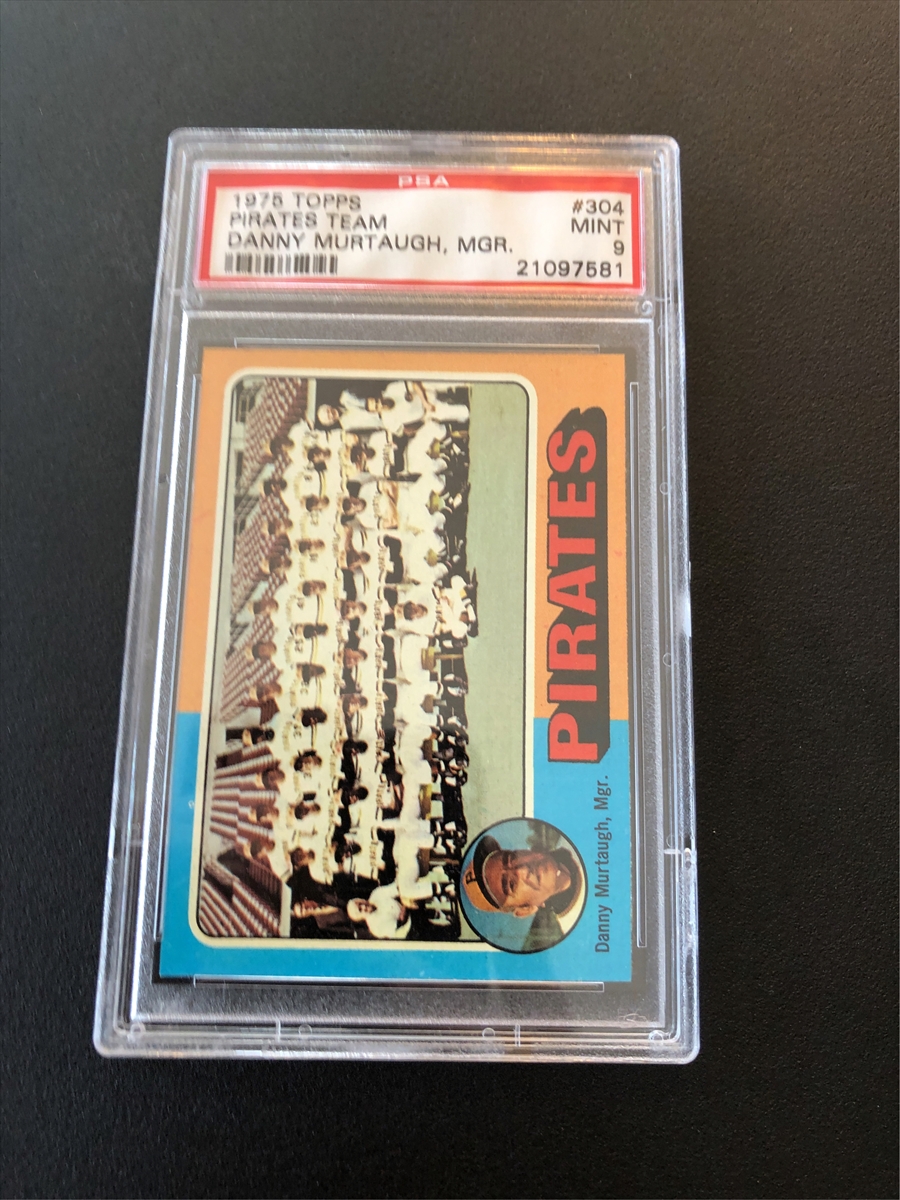 PSA
1975 TOPPS #304
PIRATES TEAM MINT
DANNY MURTAUGH, MGR. 9
21097581
PIRATES
Danny Murtaugh, Mgr.